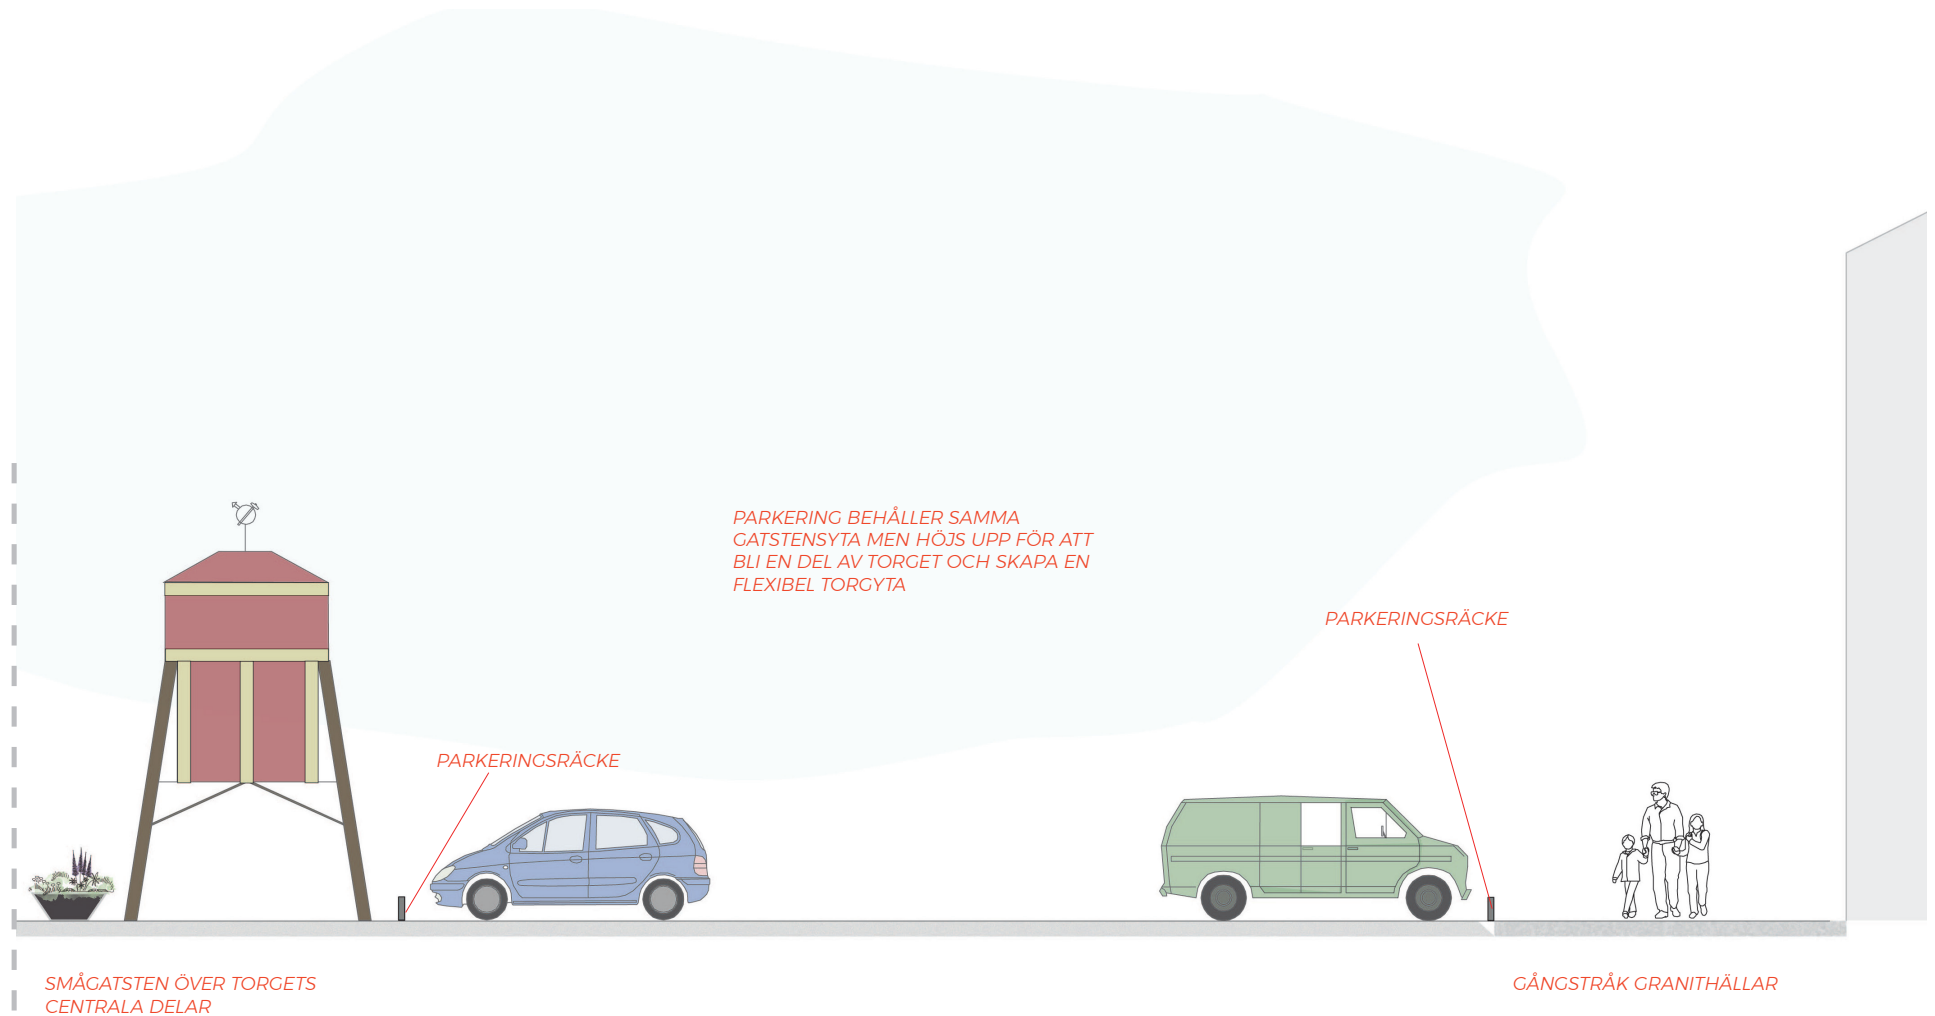 PARKERING BEHÅLLER SAMMA
GATSTENSYTA MEN HÖJS UPP FÖR ATT
BLI EN DEL AV TORGET OCH SKAPA EN
FLEXIBEL TORGYTA
PARKERINGSRÄCKE
PARKERINGSRÄCKE
SMÅGATSTEN ÖVER TORGETS
CENTRALA DELAR
GÅNGSTRÅK GRANITHÄLLAR